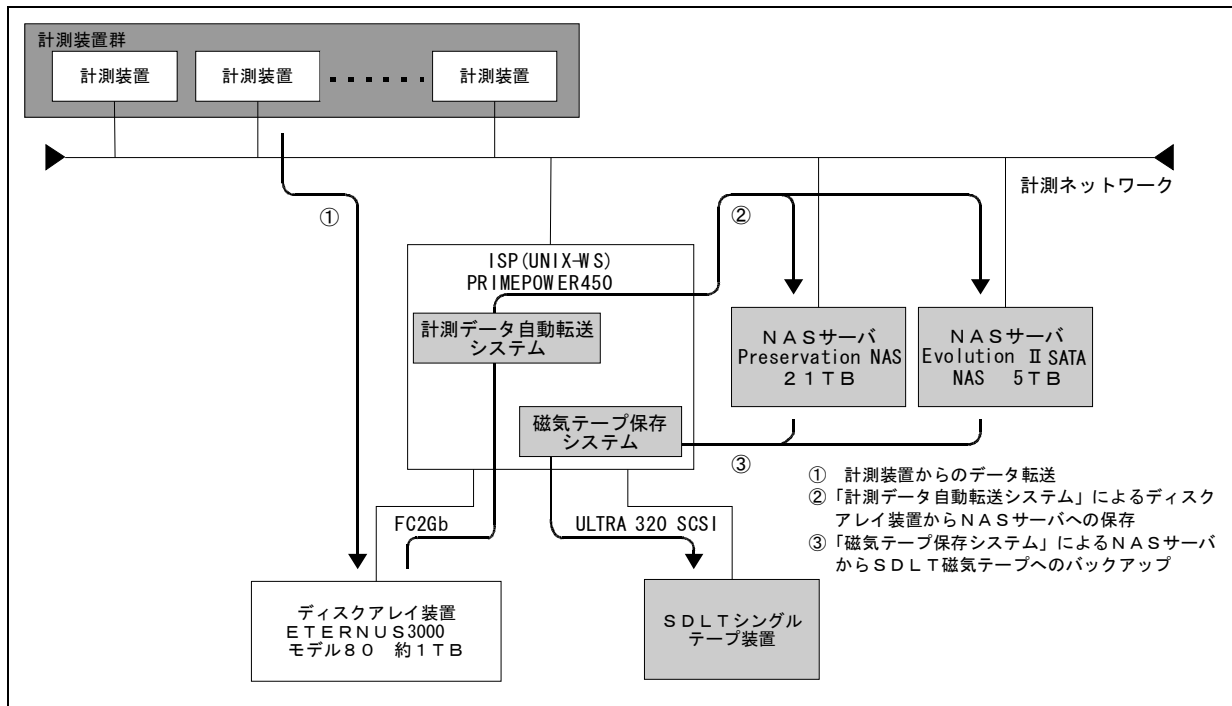 計測装置群
計測装置
計測装置
計測装置
計測ネットワーク
①
②
ISP(UNIX-WS)
PRIMEPOWER450
計測データ自動転送
システム
ＮＡＳサーバ
Preservation NAS
２１ＴＢ
ＮＡＳサーバ
Evolution Ⅱ SATA
NAS ５ＴＢ
磁気テープ保存
システム
③
① 計測装置からのデータ転送
②「計測データ自動転送システム」によるディスク
アレイ装置からＮＡＳサーバへの保存
③「磁気テープ保存システム」によるＮＡＳサーバ
からＳＤＬＴ磁気テープへのバックアップ
FC2Gb
ULTRA 320 SCSI
ディスクアレイ装置
ＥＴＥＲＮＵＳ3000
モデル８０ 約１ＴＢ
ＳＤＬＴシングル
テープ装置